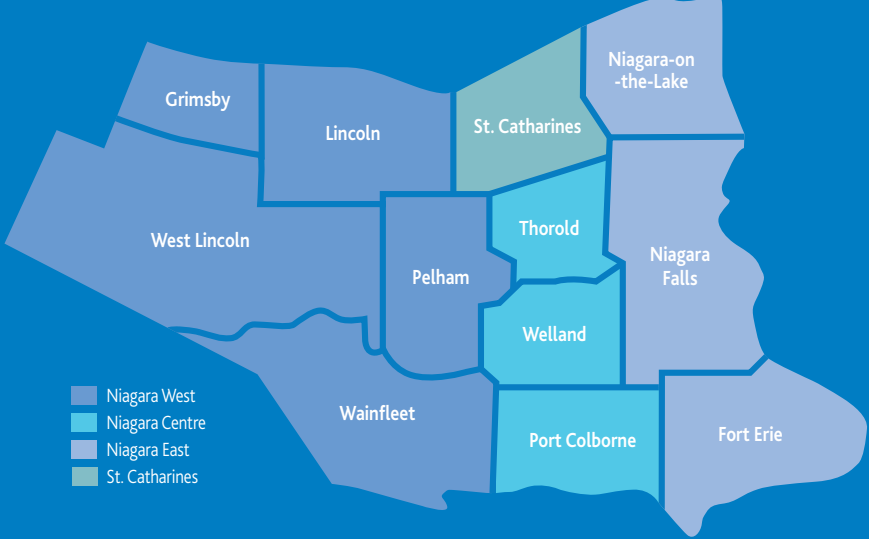 Niagara-on
-the-Lake
Grimsby
Lincoln
St. Catharines
West Lincoln
Thorold
Pelham
Niagara
Falls
Welland
Wainfleet
Port Colborne
Fort Erie
Niagara West
Niagara Centre
Niagara East
St. Catharines